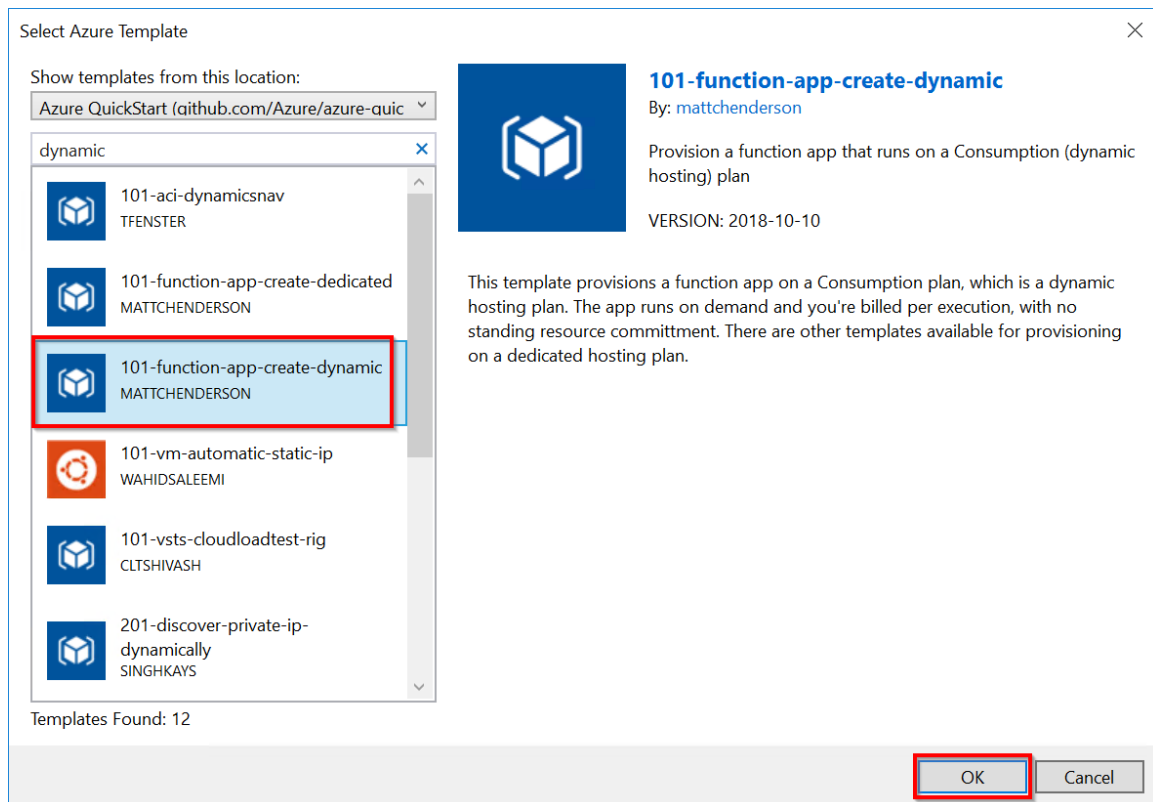 Select Azure Template
Show templates from this location:
Azure QuickStart (github.com/Azure/azure-quic
dynamic
101-aci-dynamicsnav
TFENSTER
101-function-app-create-dedicated
MATTCHENDERSON
101-function-app-create-dynamic
MATTCHENDERSON
101-vm-automatic-static-ip
WAHIDSALEEMI
101-vsts-cloudloadtest-rig
CLTSHIVASH
201-discover-private-ip-
dynamically
SINGHKAYS
Templates Found: 12
101-function-app-create-dynamic
By: mattchenderson
Provision a function app that runs on a Consumption (dynamic
hosting) plan
VERSION: 2018-10-10
This template provisions a function app on a Consumption plan, which is a dynamic
hosting plan. The app runs on demand and you're billed per execution, with no
standing resource committment. There are other templates available for provisioning
on a dedicated hosting plan.
OK
Cancel